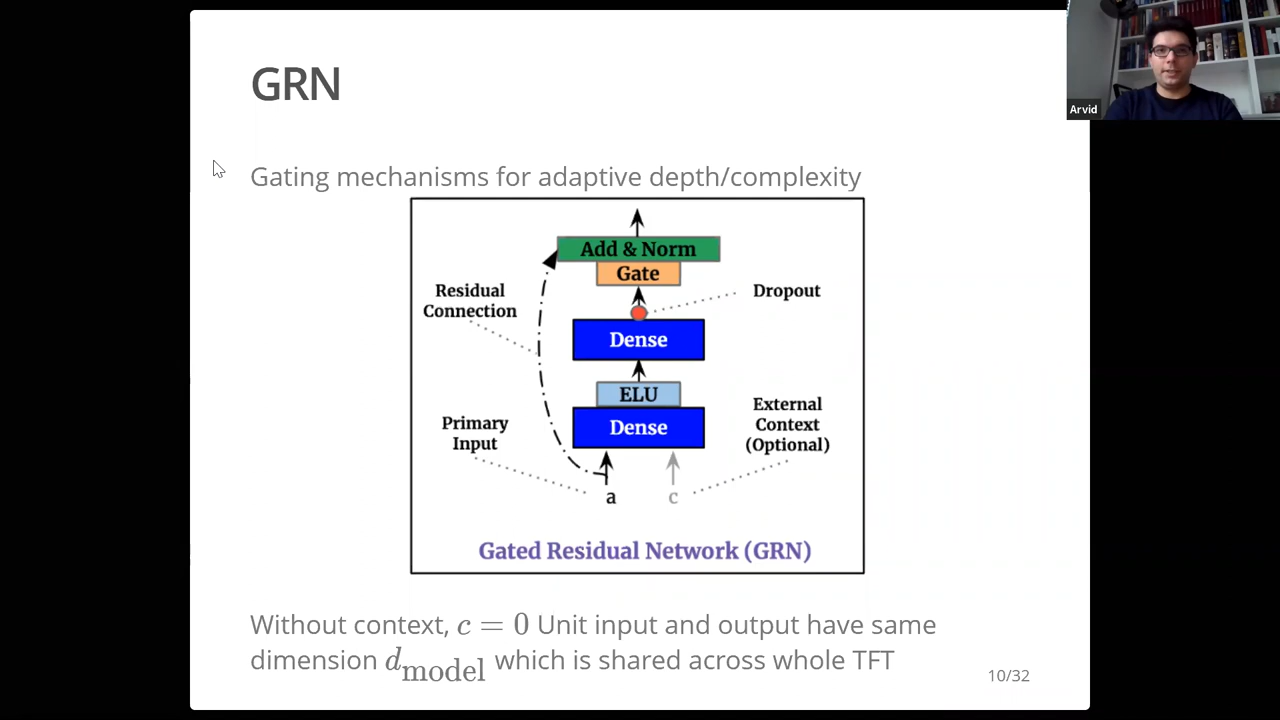 GRN
Arvid
Gating mechanisms for adaptive depth/complexity
Add & Norm
Gate
Residual
Connection
Dropout
Dense
ELU
Dense
Primary
Input
External
Context
(Optional)
a
c
Gated Residual Network (GRN)
Without context, c = 0 Unit input and output have same
dimension d_model which is shared across whole TFT
10/32